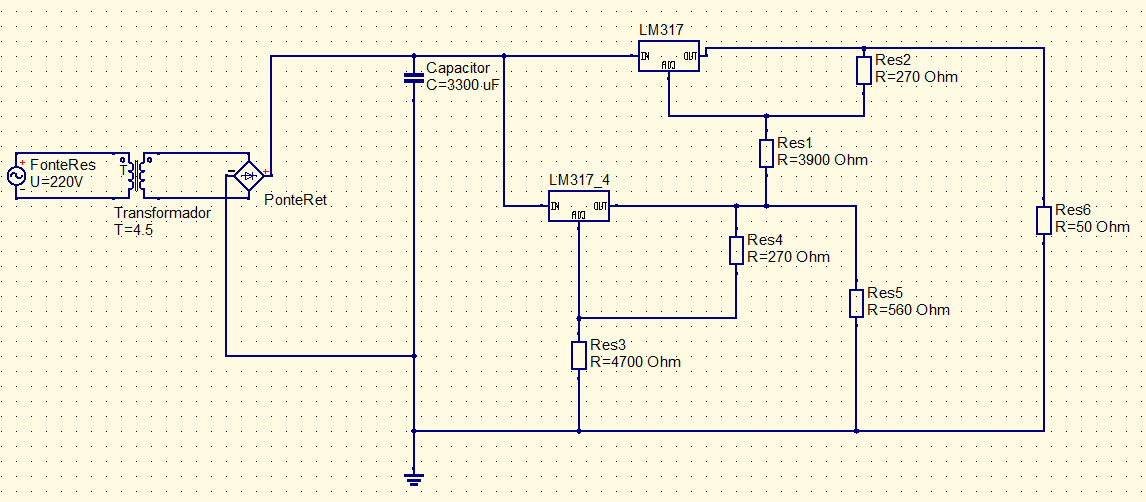 LM317
IN
OUT
ADJ
Res2
R=270 Ohm
Capacitor
C=3300 uF
Res1
R=3900 Ohm
+
FonteRes
U=220V
-
T
Transformador
T=4.5
-
+
PonteRet
LM317_4
IN
OUT
ADJ
Res4
R=270 Ohm
Res6
R=50 Ohm
Res5
R=560 Ohm
Res3
R=4700 Ohm